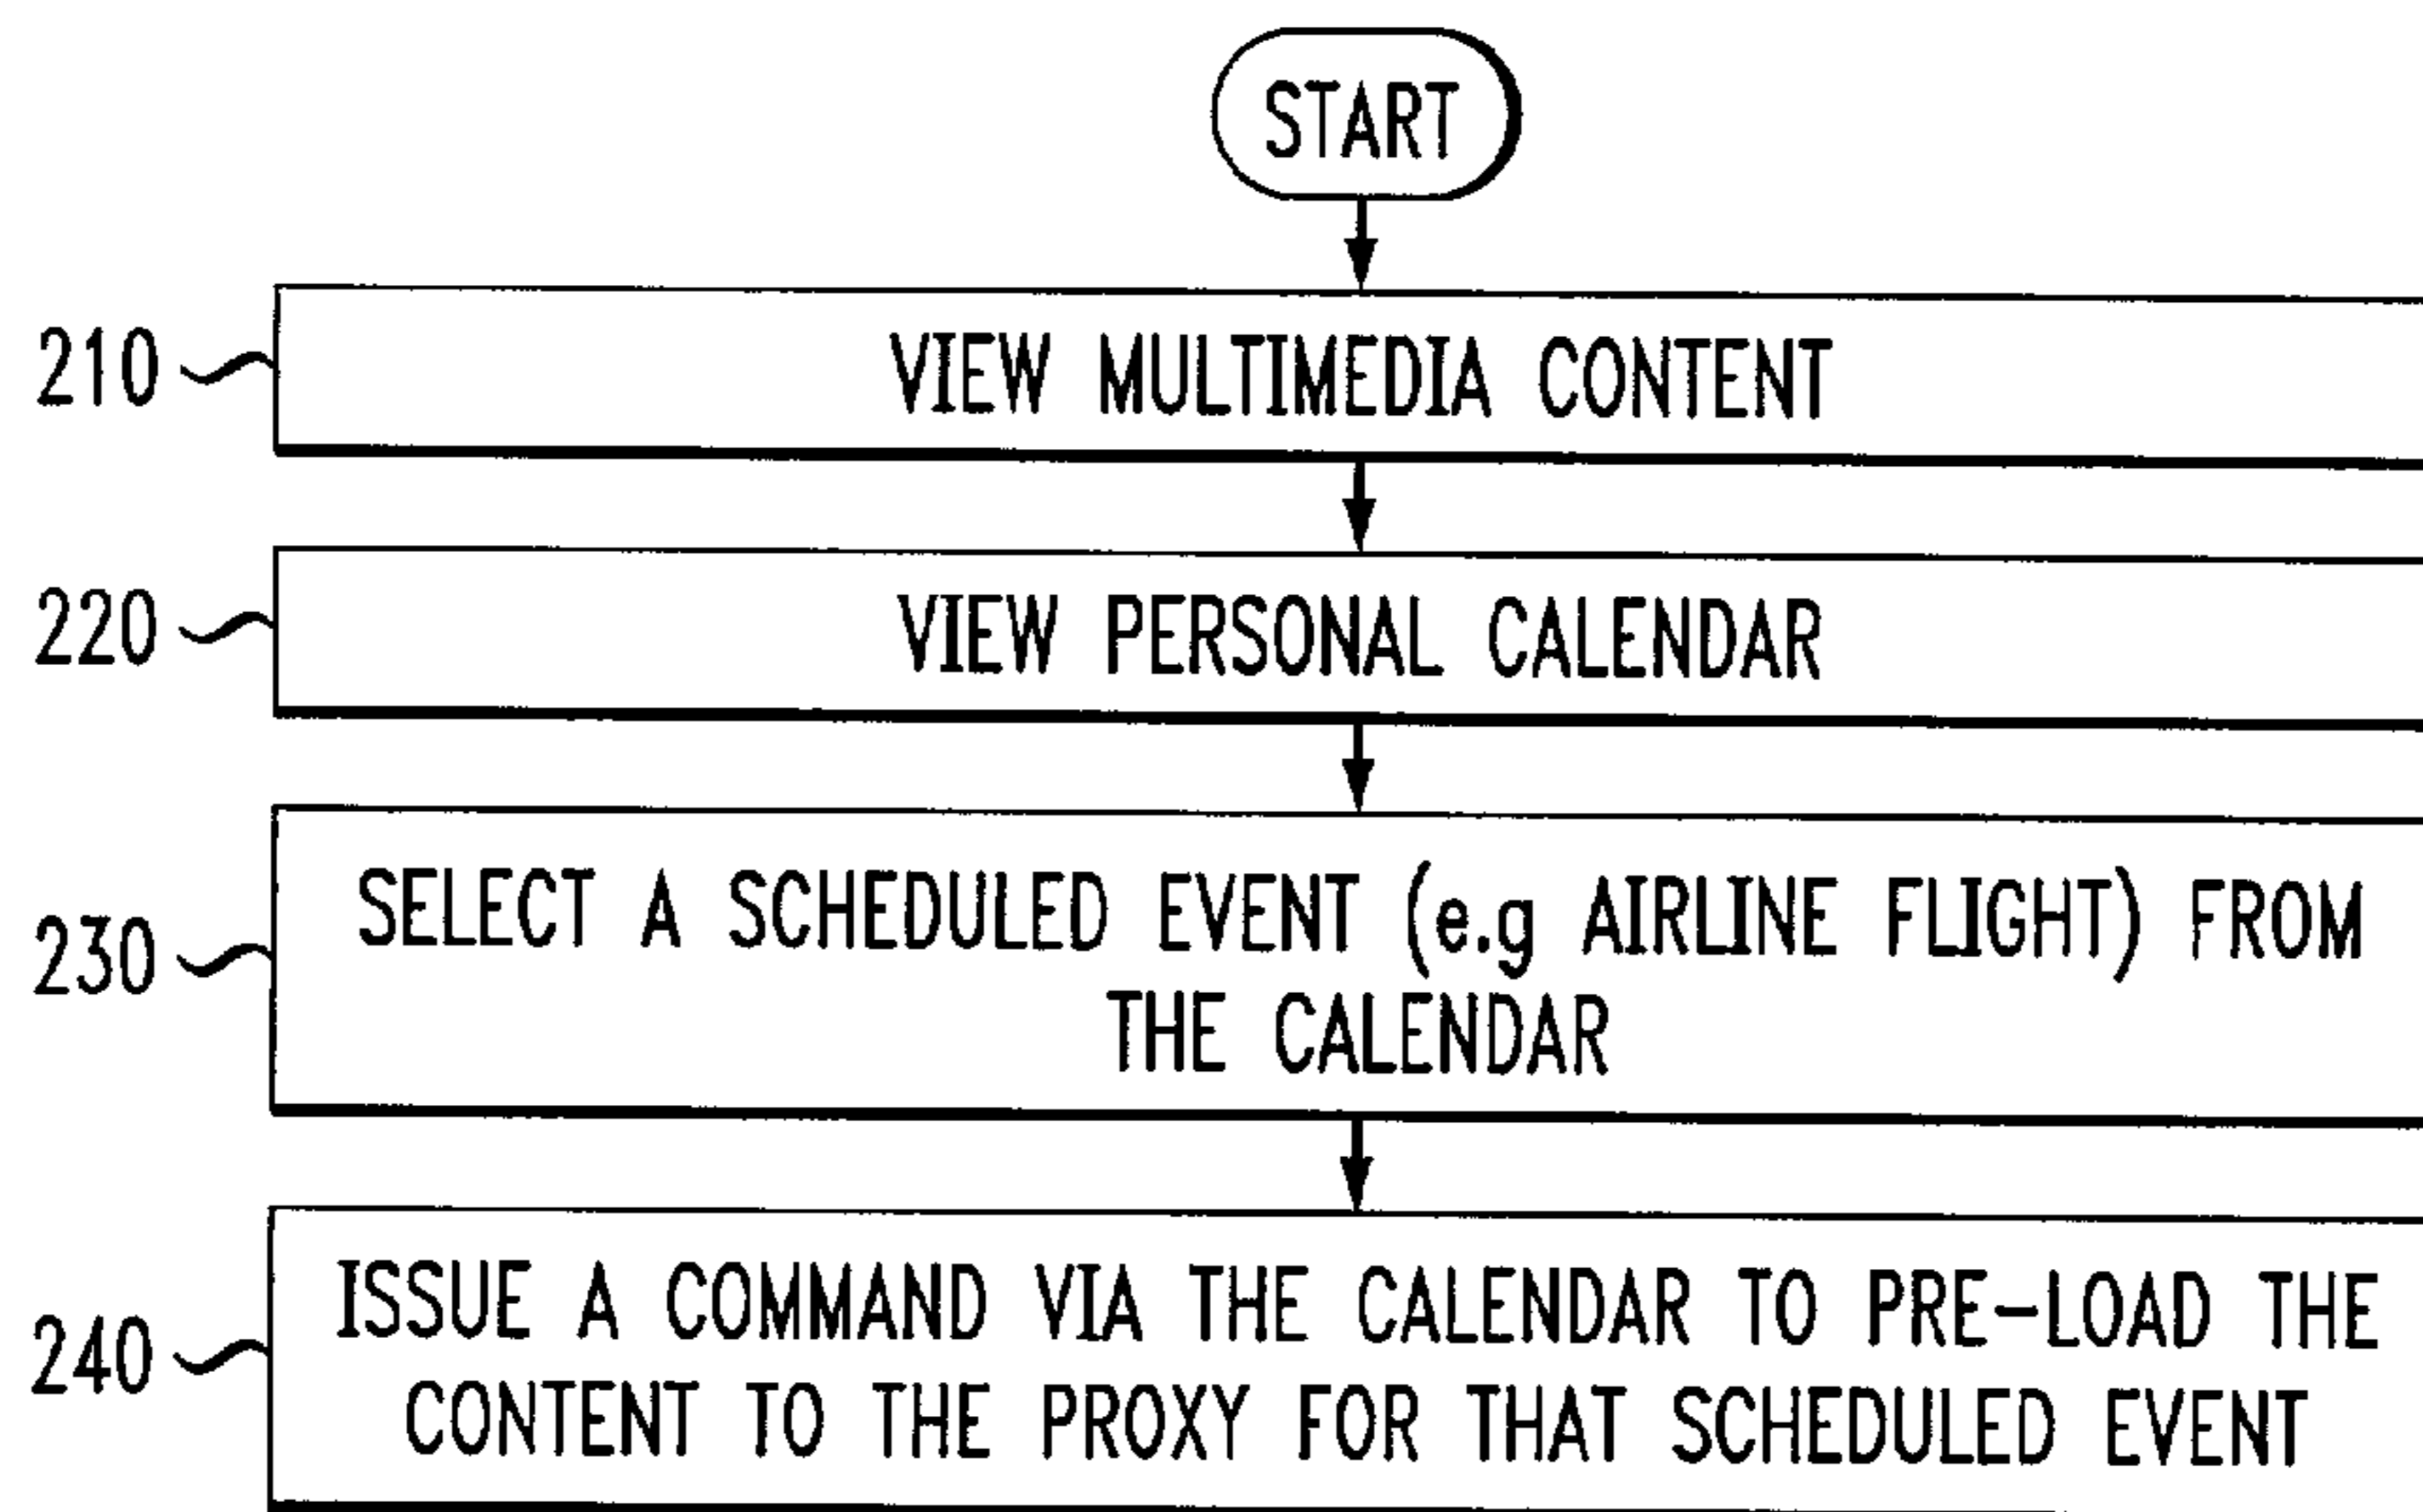 START
210 VIEW MULTIMEDIA CONTENT
220 VIEW PERSONAL CALENDAR
230 SELECT A SCHEDULED EVENT (e.g AIRLINE FLIGHT) FROM
THE CALENDAR
240 ISSUE A COMMAND VIA THE CALENDAR TO PRE-LOAD THE
CONTENT TO THE PROXY FOR THAT SCHEDULED EVENT